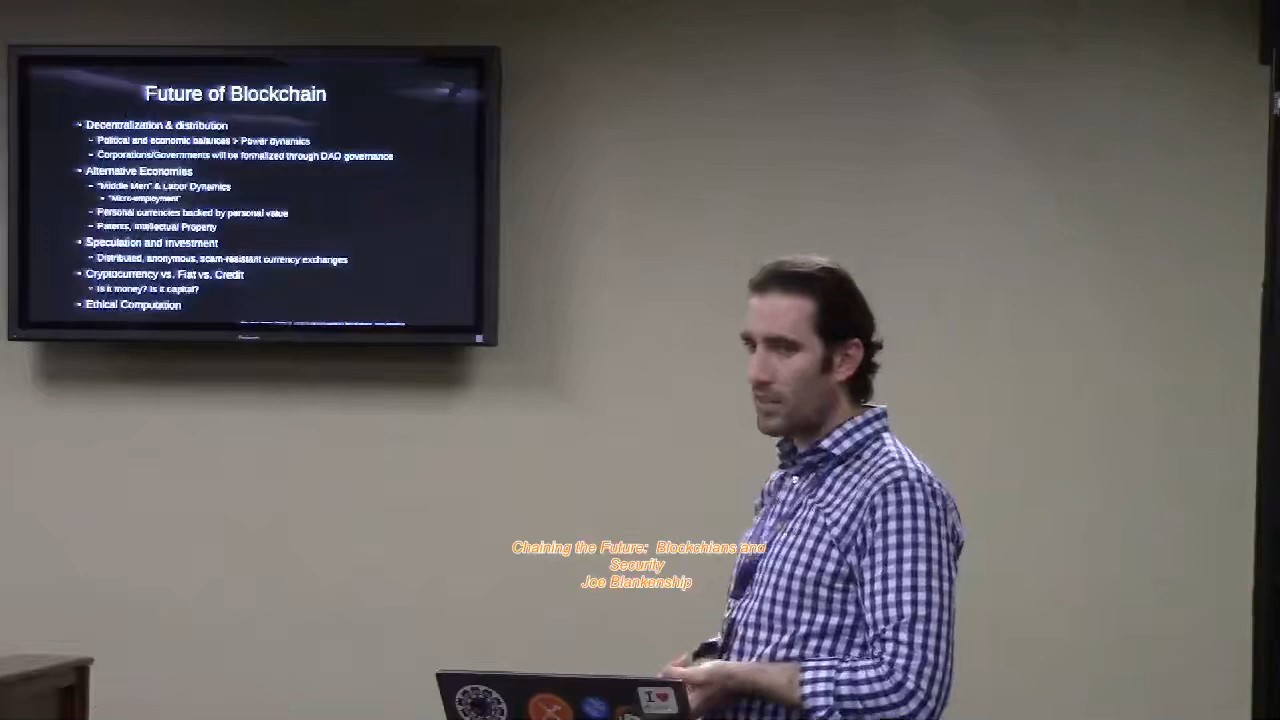 Future of Blockchain
Decentralization & distribution
Political and economic balances > Power dynamics
Corporations/Governments will be formalized through DAO governance
Alternative Economies
"Middle Men" & Labor Dynamics
"Micro-employment"
Personal currencies backed by personal value
Patents, Intellectual Property
Speculation and Investment
Distributed, anonymous, scam-resistant currency exchanges
Cryptocurrency vs. Fiat vs. Credit
Is it money? Is it capital?
Ethical Computation
Chaining the Future: Blockchians and
Security
Joe Blankenship
I